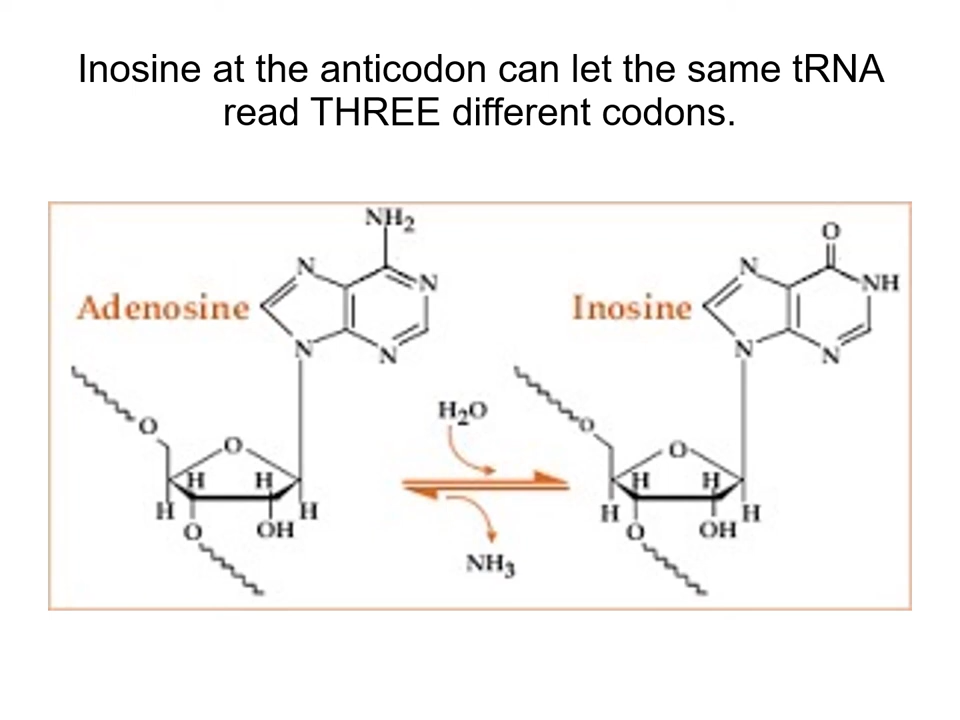 Inosine at the anticodon can let the same tRNA
read THREE different codons.
NH2
O
N
N
N
NH
Adenosine
Inosine
N
N
N
N
H2O
O
O
O
O
H
H
H
H
H
H
H
H
O
OH
O
OH
NH3